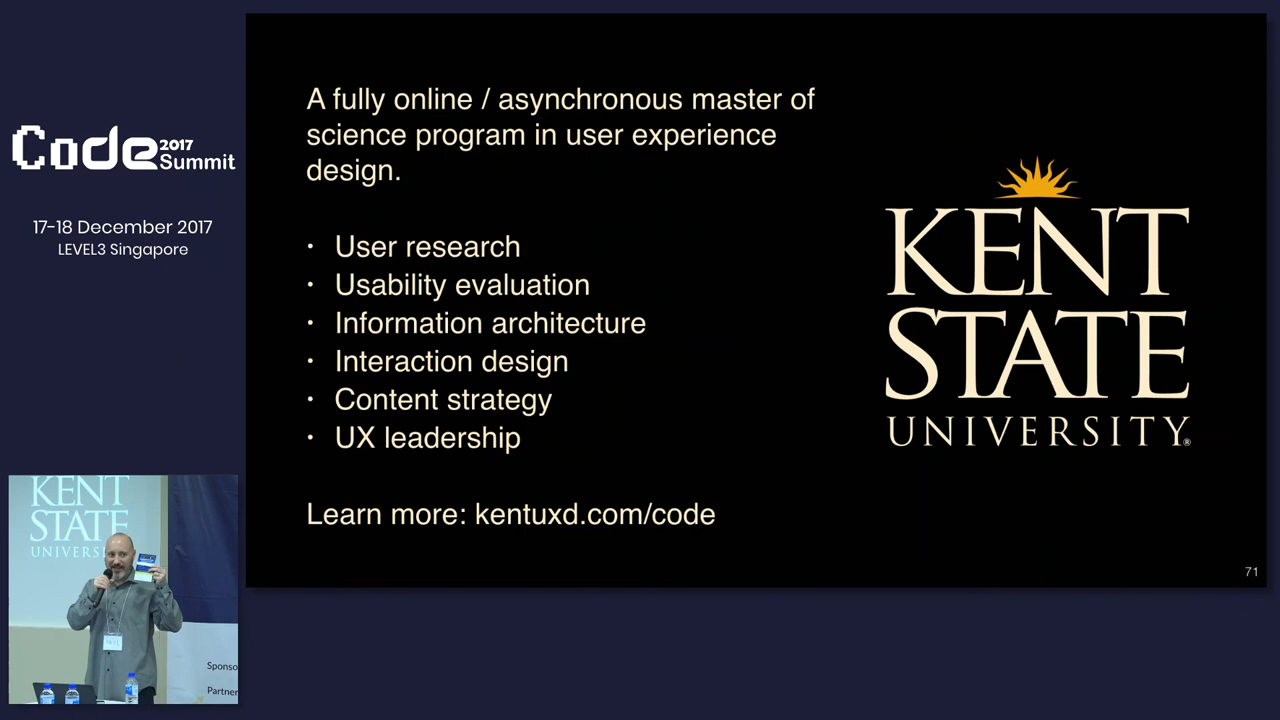 Code 2017 Summit
17-18 December 2017
LEVEL3 Singapore
A fully online / asynchronous master of
science program in user experience
design.
· User research
· Usability evaluation
· Information architecture
· Interaction design
· Content strategy
· UX leadership
Learn more: kentuxd.com/code
KENT
STATE
UNIVERSITY®
71
KENT
STATE
UNIVERS
Sponso
Partner